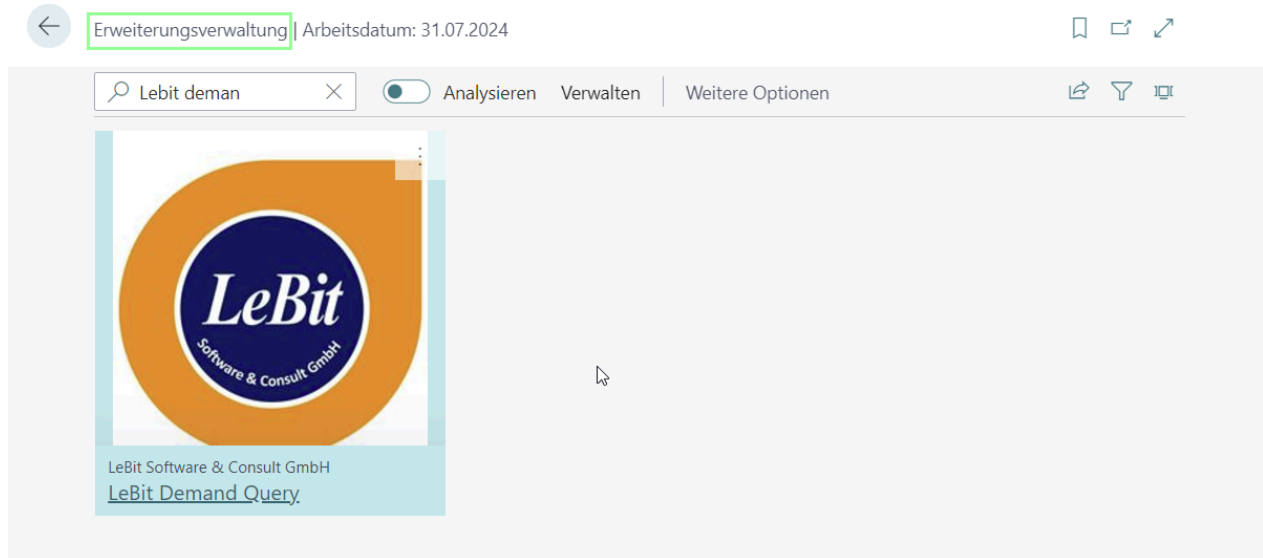 Erweiterungsverwaltung | Arbeitsdatum: 31.07.2024
Lebit deman
Analysieren Verwalten Weitere Optionen
LeBit
Software & Consult GmbH
LeBit Software & Consult GmbH
LeBit Demand Query